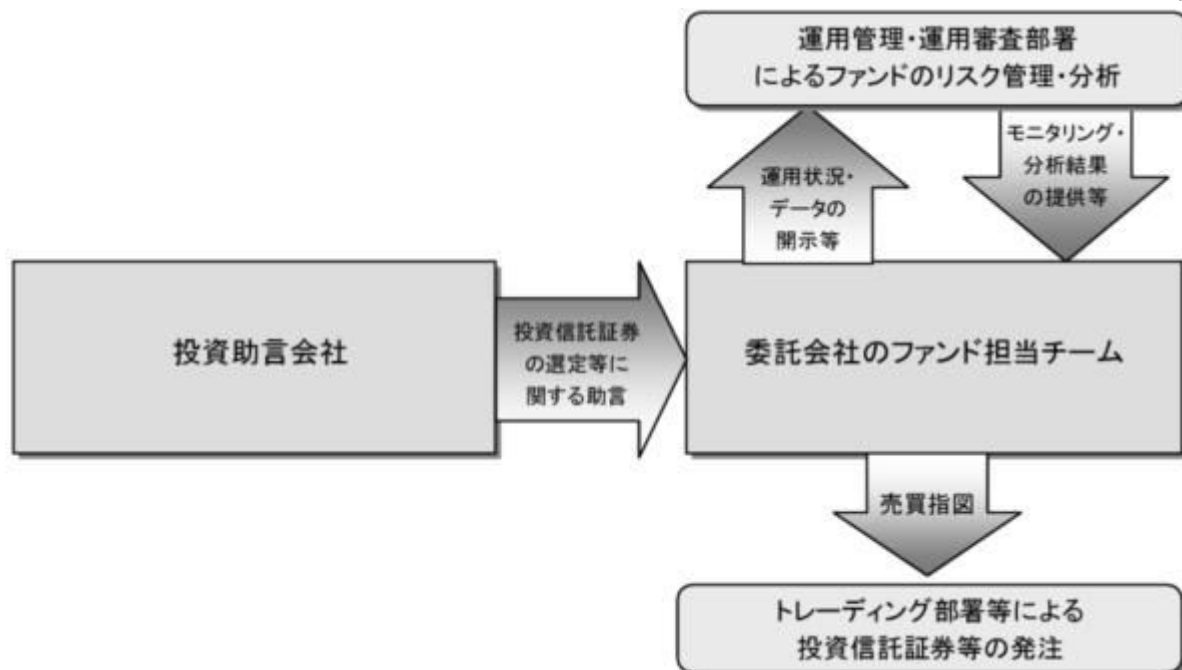 運用管理・運用審査部署
によるファンドのリスク管理・分析
運用状況・
データの
開示等
モニタリング・
分析結果
の提供等
投資助言会社
投資信託証券
の選定等に
関する助言
委託会社のファンド担当チーム
売買指図
トレーディング部署等による
投資信託証券等の発注